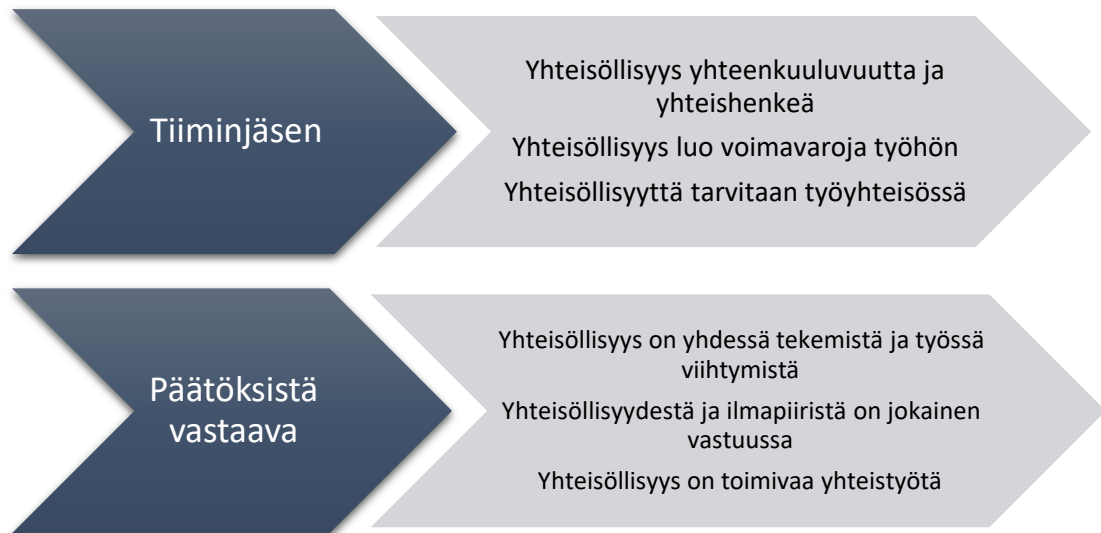 Tiiminjäsen
Yhteisöllisyys yhteenkuuluvuutta ja
yhteishenkeä
Yhteisöllisyys luo voimavaroja työhön
Yhteisöllisyyttä tarvitaan työyhteisössä
Päätöksistä
vastaava
Yhteisöllisyys on yhdessä tekemistä ja työssä
viihtymistä
Yhteisöllisyydestä ja ilmapiiristä on jokainen
vastuussa
Yhteisöllisyys on toimivaa yhteistyötä